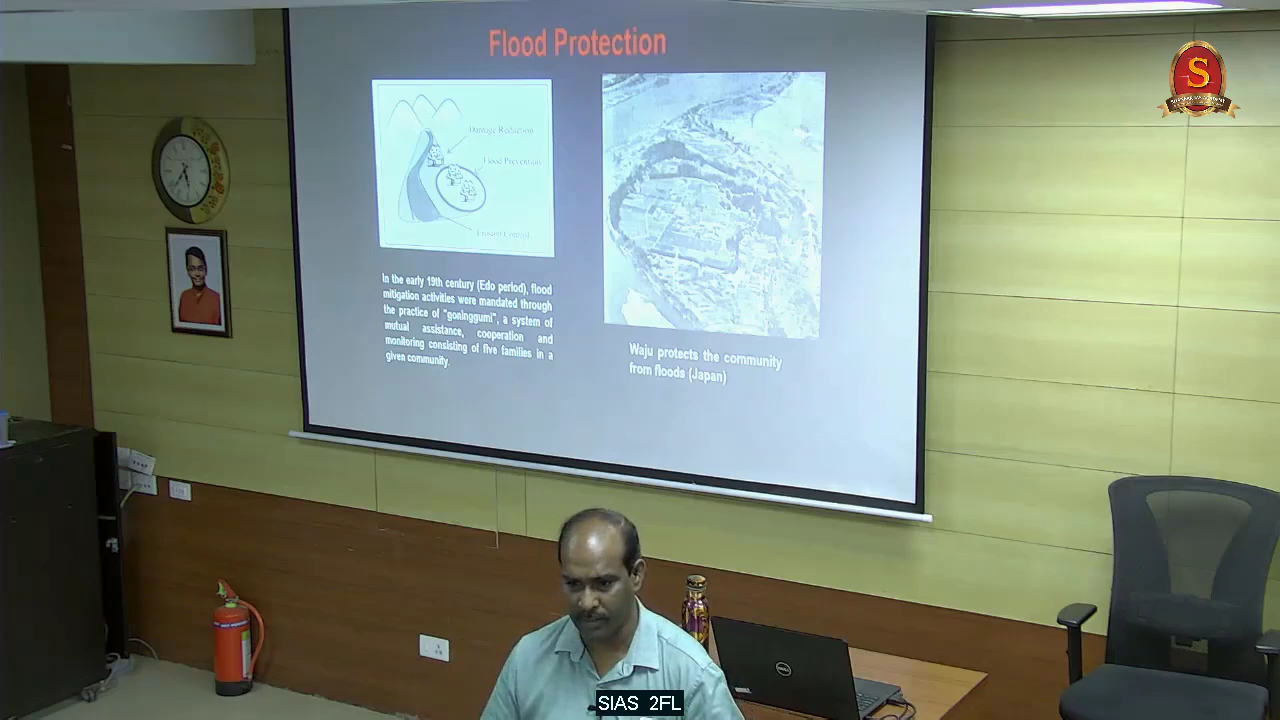 Flood Protection
S
Damage Reduction
Flood Prevention
Erosion Control
In the early 19th century (Edo period), flood
mitigation activities were mandated through
the practice of "goninggumi", a system of
mutual assistance, cooperation and
monitoring consisting of five families in a
given community.
Waju protects the community
from floods (Japan)
DELL
SIAS 2FL